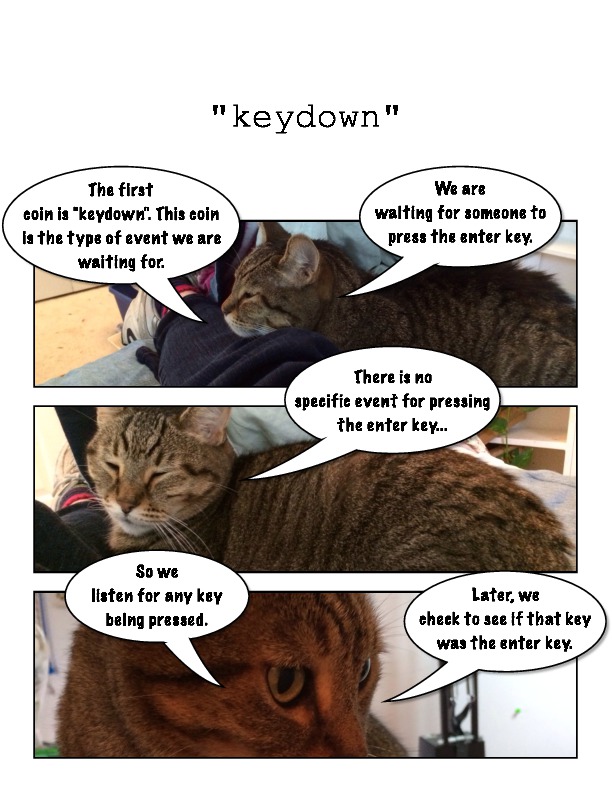 "keydown"
The first
coin is "keydown". This coin
is the type of event we are
waiting for.
We are
waiting for someone to
press the enter key.
There is no
specific event for pressing
the enter key...
So we
listen for any key
being pressed.
Later, we
check to see if that key
was the enter key.